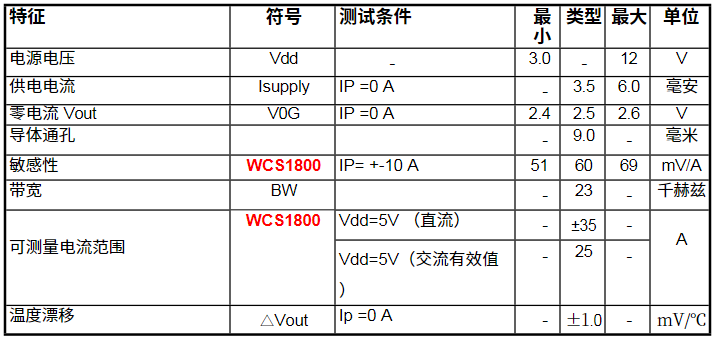 特征 符号 测试条件 最小 类型 最大 单位
电源电压 Vdd - 3.0 - 12 V
供电电流 Isupply IP =0 A - 3.5 6.0 毫安
零电流 Vout V0G IP =0 A 2.4 2.5 2.6 V
导体通孔 - 9.0 - 毫米
敏感性 WCS1800 IP= +-10 A 51 60 69 mV/A
带宽 BW - 23 - 千赫兹
可测量电流范围 WCS1800 Vdd=5V （直流） - ±35 - A
Vdd=5V（交流有效值） - 25 -
温度漂移 △Vout Ip =0 A - ±1.0 - mV/℃